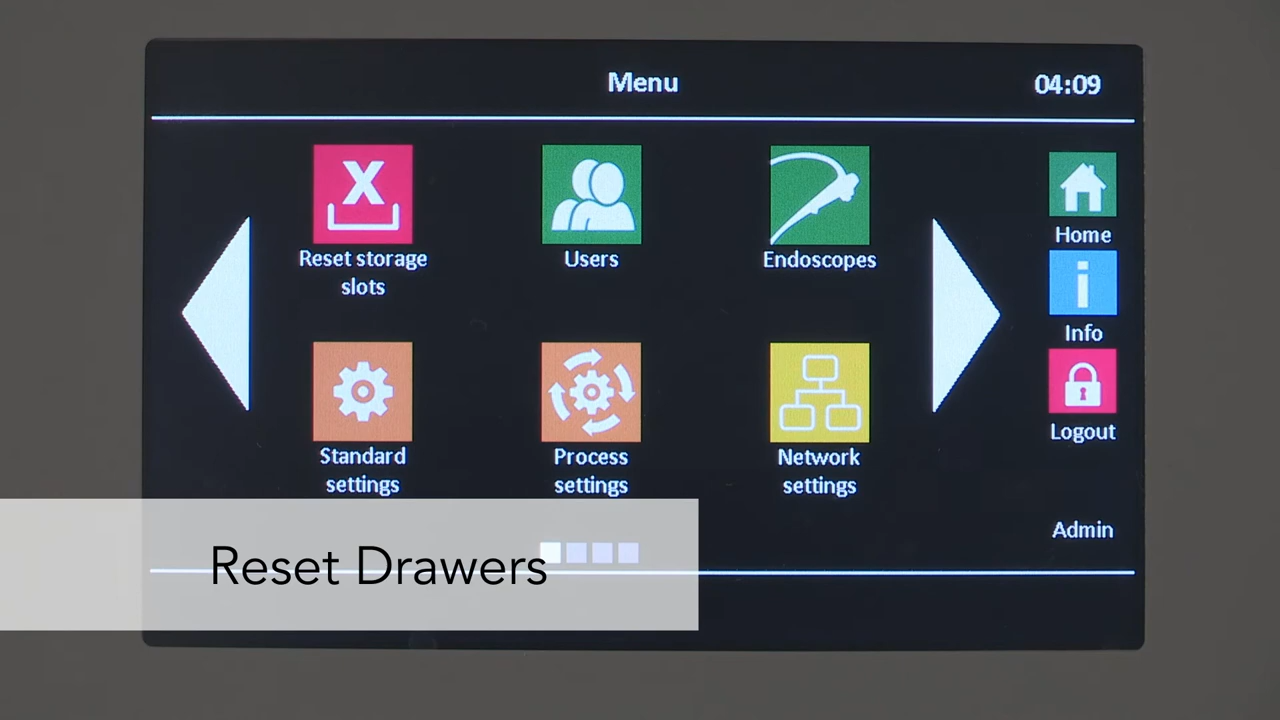 Menu
04:09
X
Reset storage
slots
Users
Endoscopes
Home
i
Info
Standard
settings
Process
settings
Network
settings
Logout
Admin
Reset Drawers